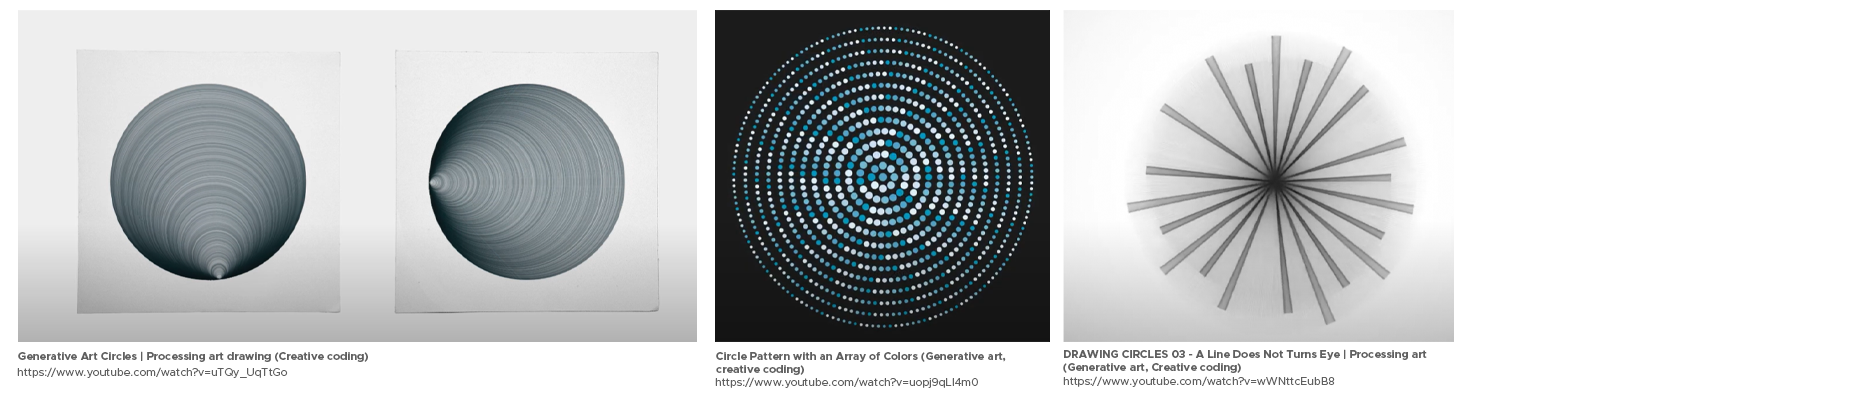 Generative Art Circles | Processing art drawing (Creative coding)
https://www.youtube.com/watch?v=uTQy_UqTtGo
Circle Pattern with an Array of Colors (Generative art,
creative coding)
https://www.youtube.com/watch?v=uopj9qLI4m0
DRAWING CIRCLES 03 - A Line Does Not Turns Eye | Processing art
(Generative art, Creative coding)
https://www.youtube.com/watch?v=wWNttcEubB8